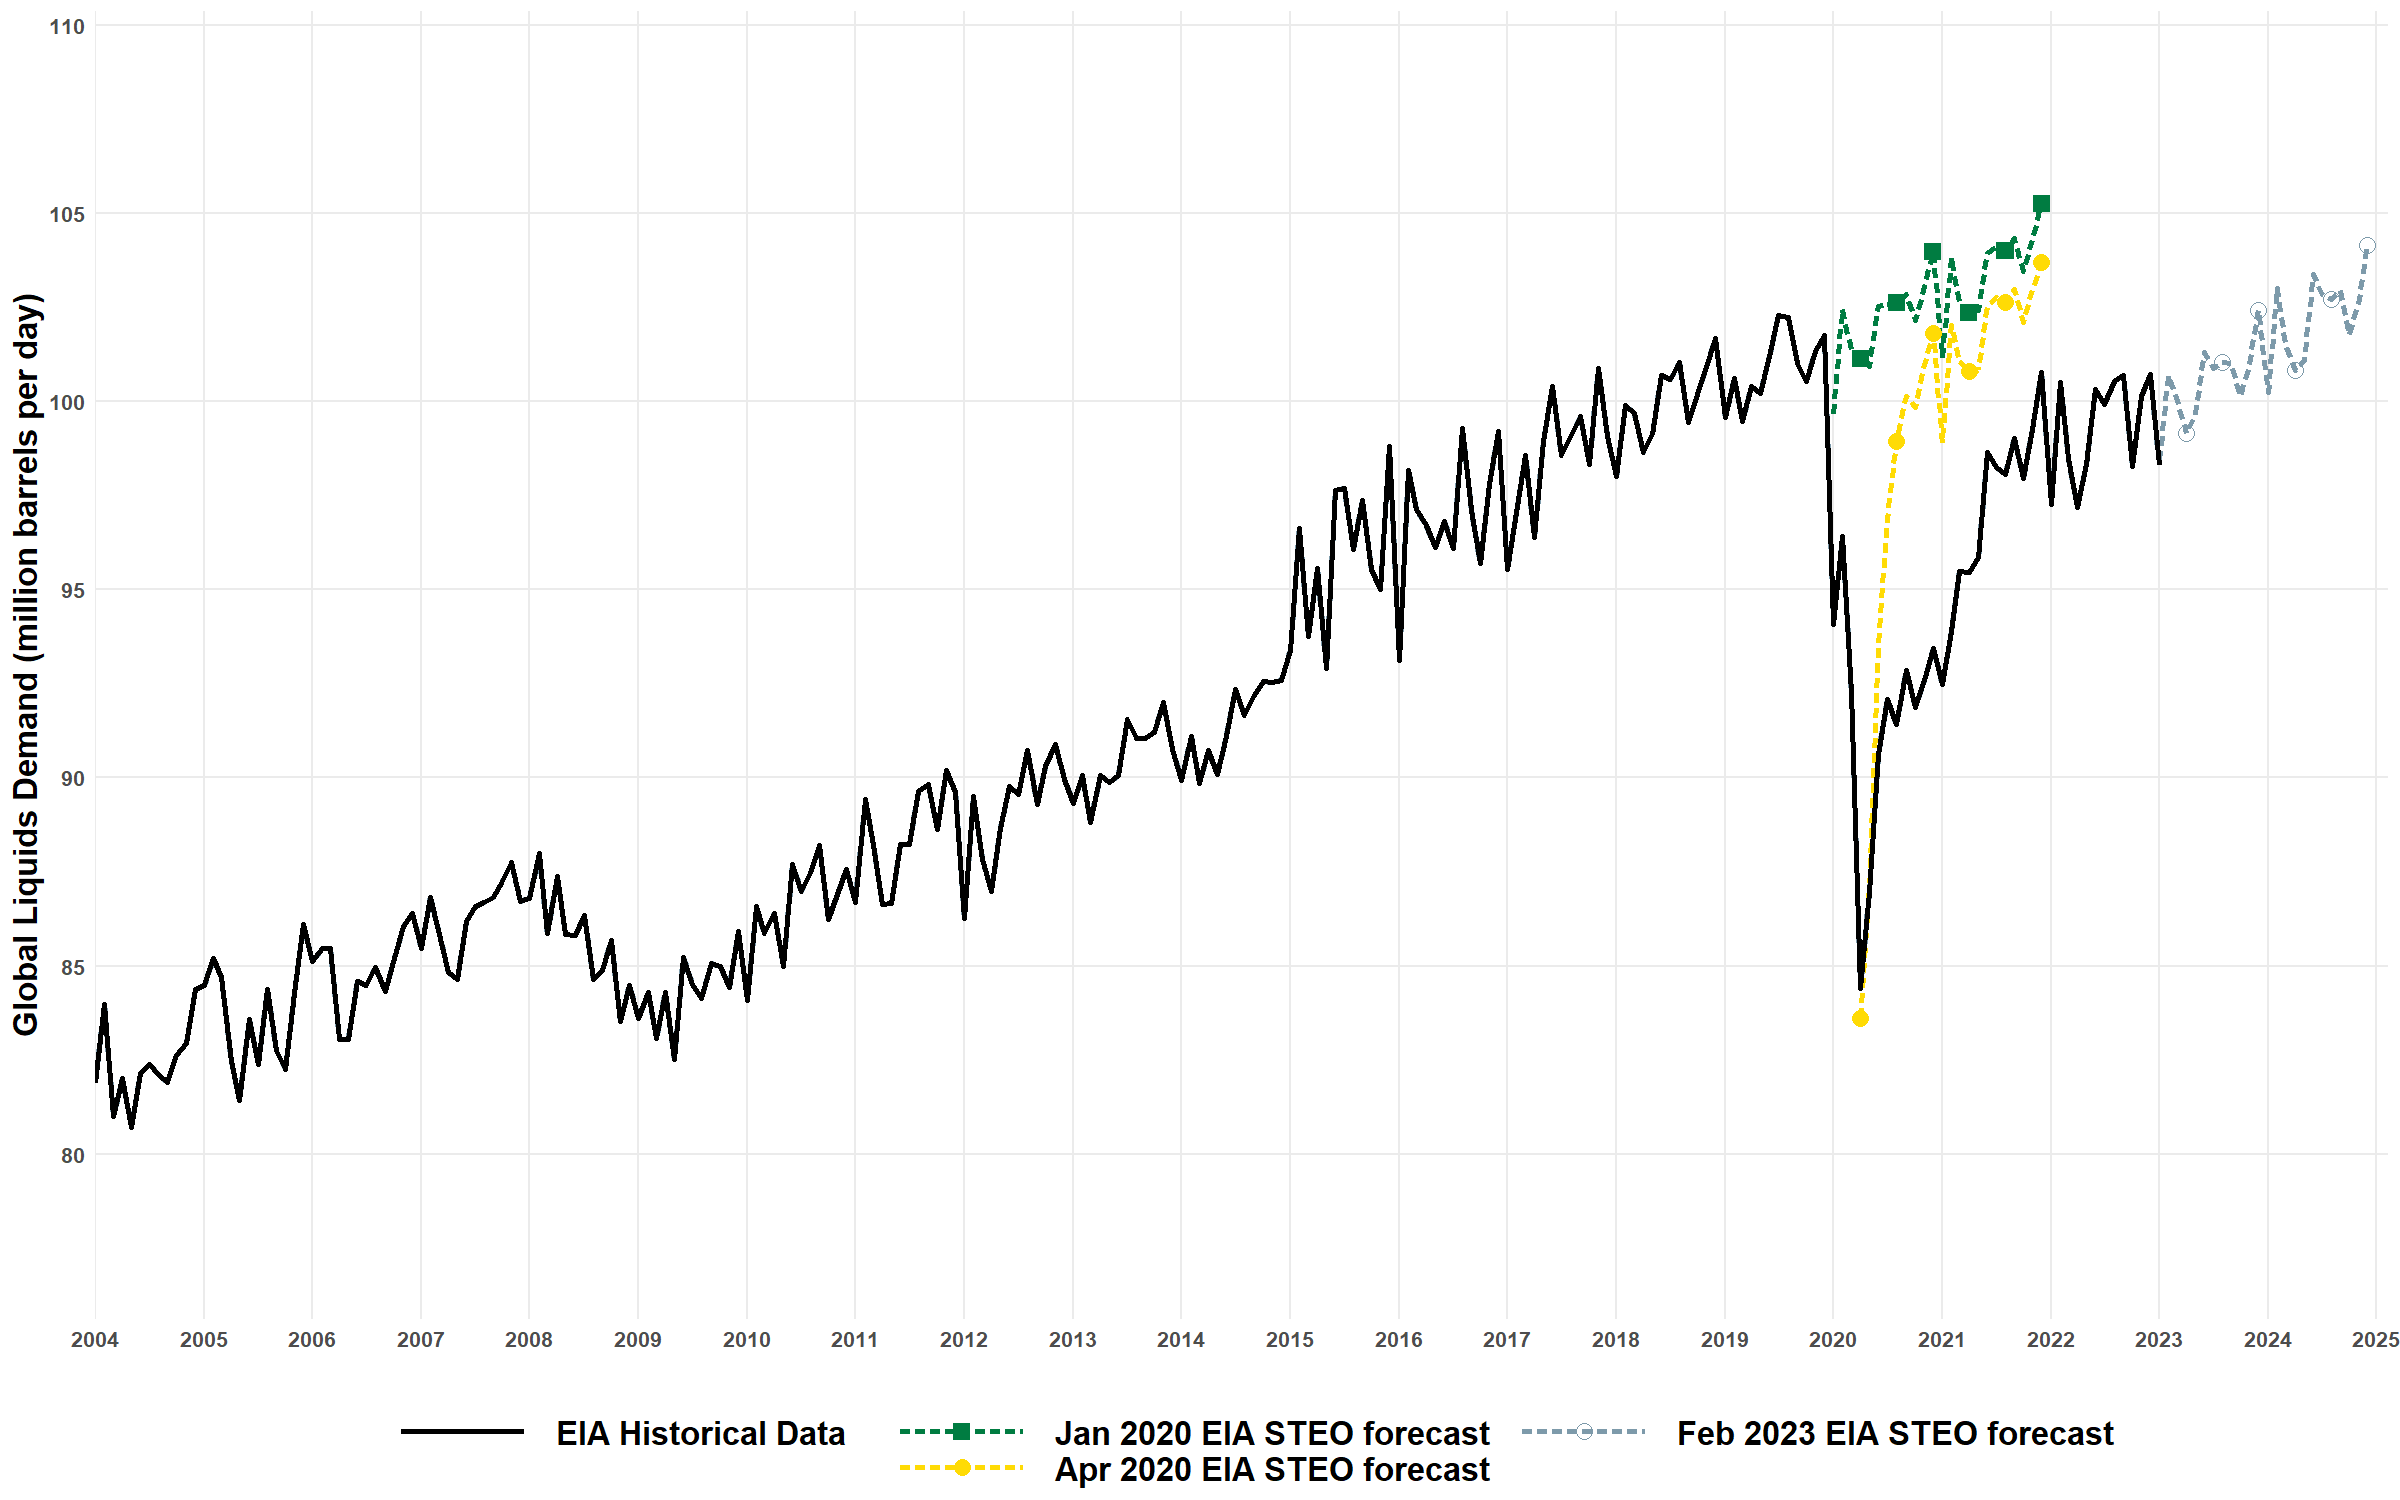 Global Liquids Demand (million barrels per day)
110
105
100
95
90
85
80
2004 2005 2006 2007 2008 2009 2010 2011 2012 2013 2014 2015 2016 2017 2018 2019 2020 2021 2022 2023 2024 2025
EIA Historical Data
Jan 2020 EIA STEO forecast
Apr 2020 EIA STEO forecast
Feb 2023 EIA STEO forecast